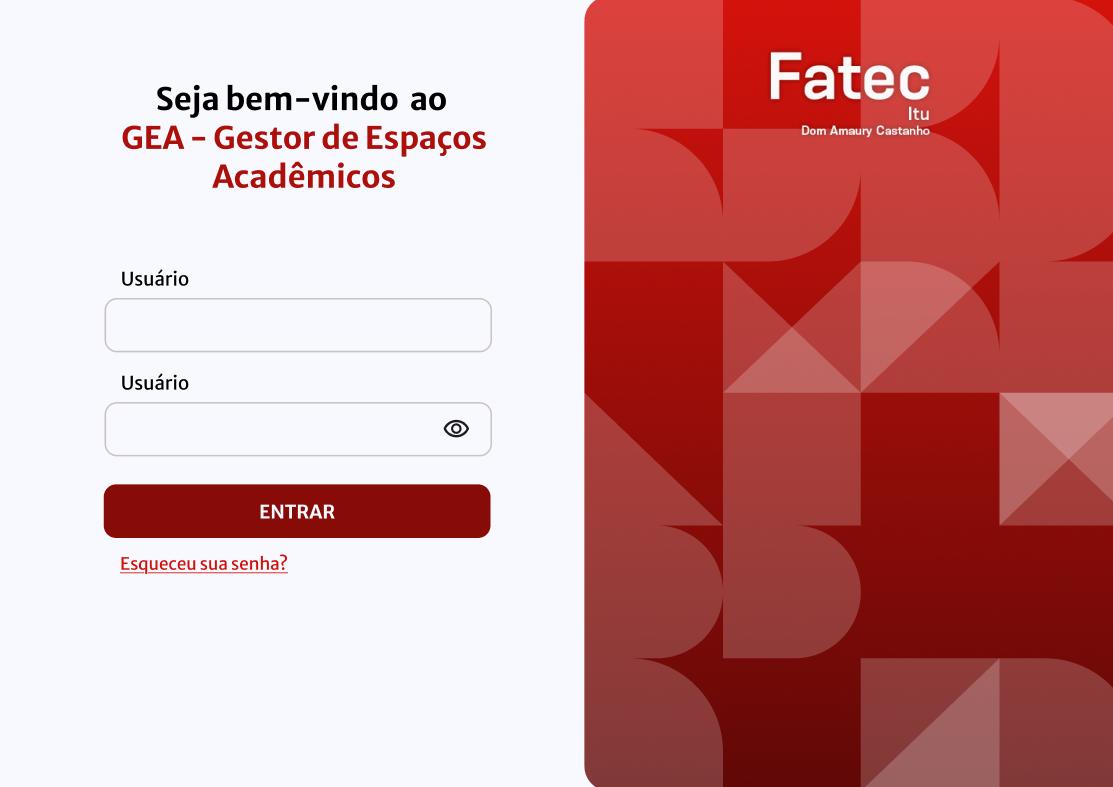 Seja bem-vindo ao
GEA - Gestor de Espaços
Acadêmicos
Usuário
Usuário
ENTRAR
Esqueceu sua senha?
Fatec
Itu
Dom Amaury Castanho